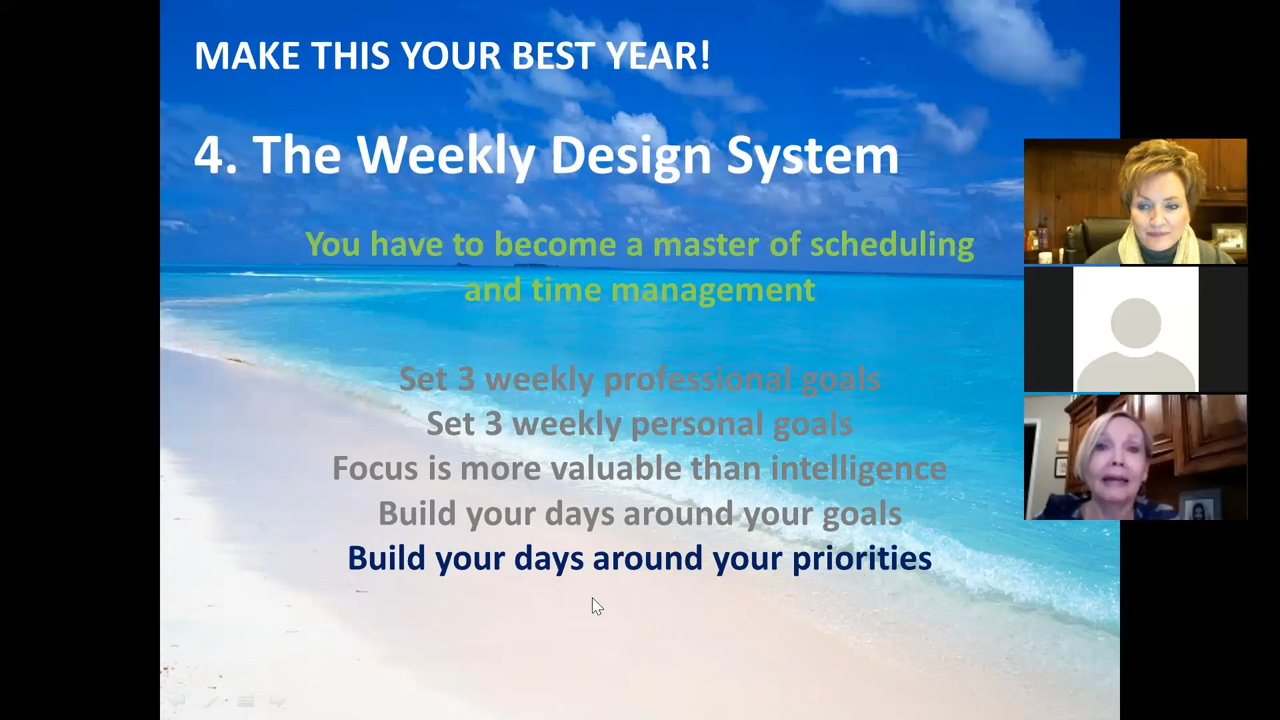 MAKE THIS YOUR BEST YEAR!
4. The Weekly Design System
You have to become a master of scheduling
and time management
Set 3 weekly professional goals
Set 3 weekly personal goals
Focus is more valuable than intelligence
Build your days around your goals
Build your days around your priorities